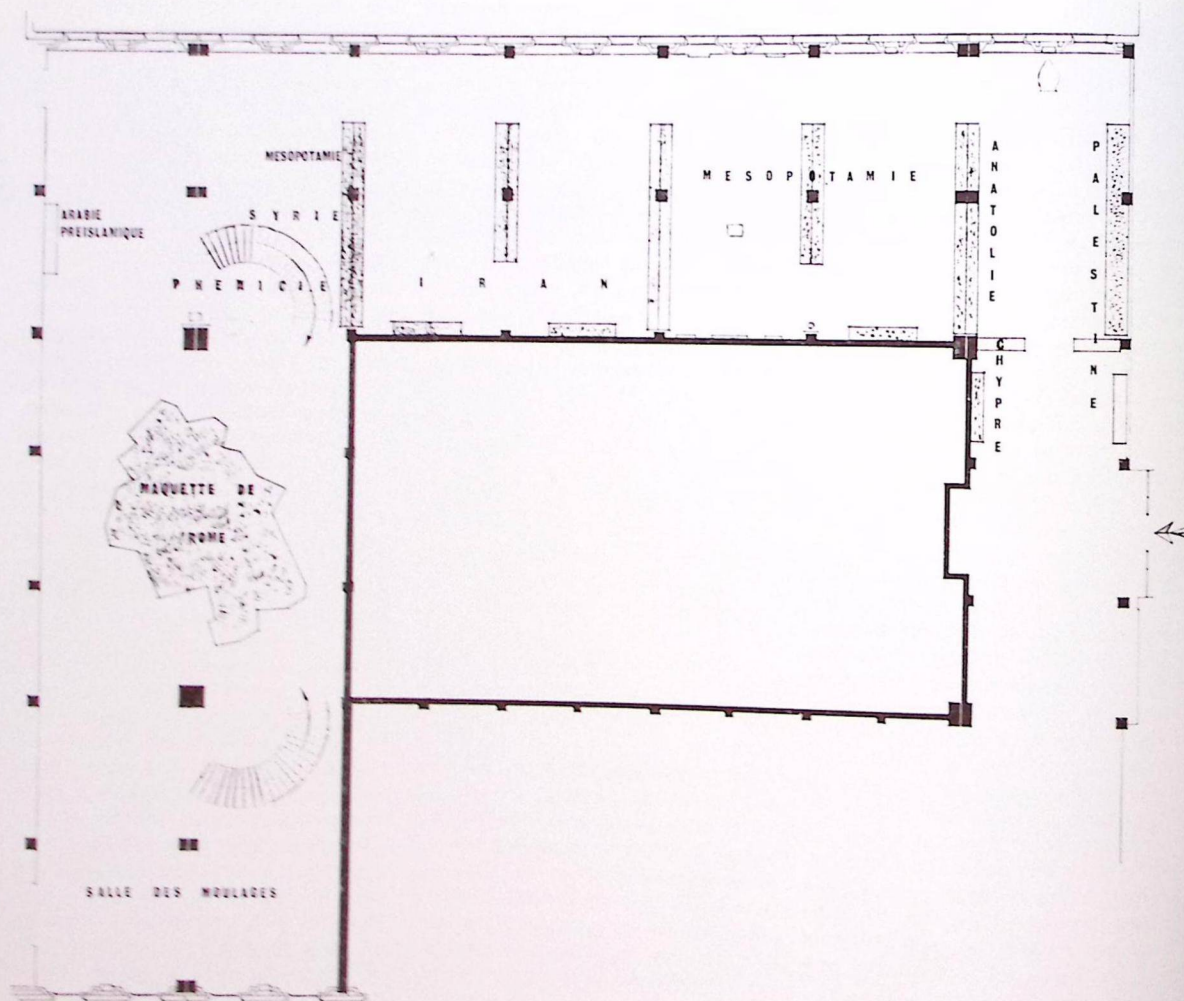 MESOPOTAMIE
ARABIE
PREISLAMIQUE
SYRIE
PHENICIE
IRAN
MESOPOTAMIE
ANATOLIE
PALESTINE
CHYPRE
MAQUETTE DE
ROME
SALLE DES MOULAGES